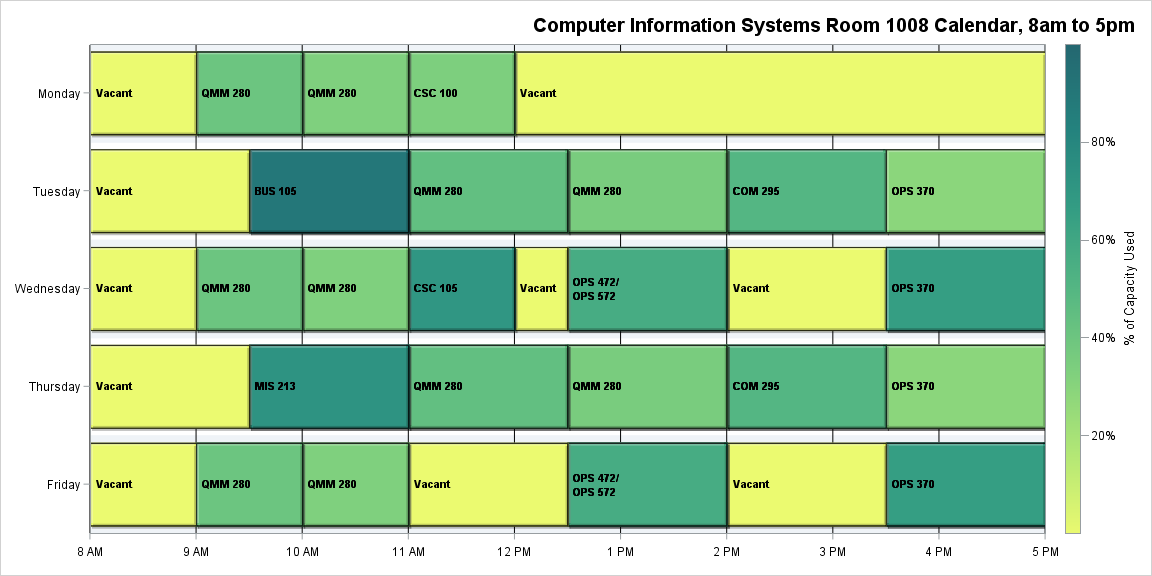 Computer Information Systems Room 1008 Calendar, 8am to 5pm
Monday
Vacant
QMM 280
QMM 280
CSC 100
Vacant
Tuesday
Vacant
BUS 105
QMM 280
QMM 280
COM 295
OPS 370
Wednesday
Vacant
QMM 280
QMM 280
CSC 105
Vacant
OPS 472/
OPS 572
Vacant
OPS 370
Thursday
Vacant
MIS 213
QMM 280
QMM 280
COM 295
OPS 370
Friday
Vacant
QMM 280
QMM 280
Vacant
OPS 472/
OPS 572
Vacant
OPS 370
8 AM
9 AM
10 AM
11 AM
12 PM
1 PM
2 PM
3 PM
4 PM
5 PM
80%
60%
40%
20%
% of Capacity Used